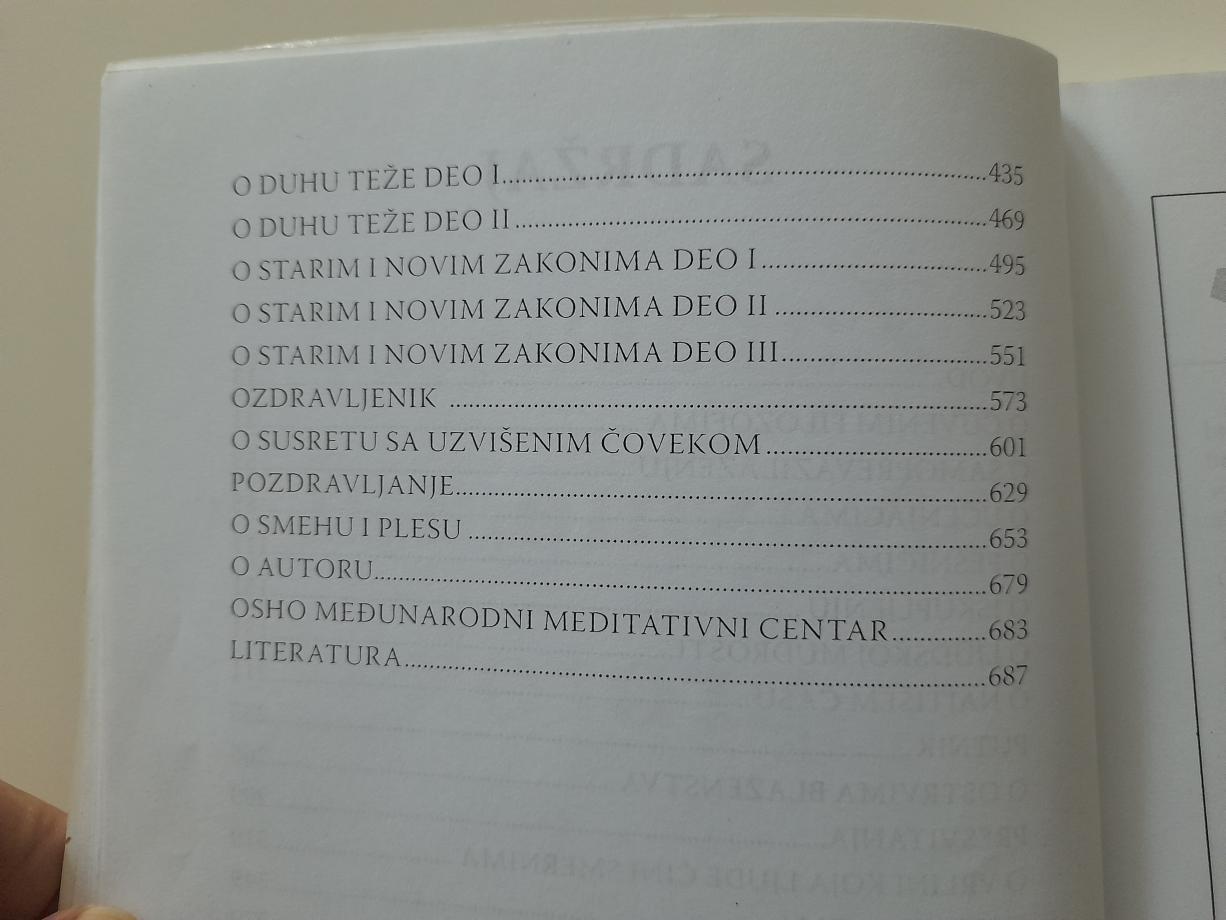 O DUHU TEŽE DEO I.......435
O DUHU TEŽE DEO II.......469
O STARIM I NOVIM ZAKONIMA DEO I.......495
O STARIM I NOVIM ZAKONIMA DEO II.......523
O STARIM I NOVIM ZAKONIMA DEO III.......551
OZDRAVLJENIK.......573
O SUSRETU SA UZVIŠENIM ČOVEKOM.......601
POZDRAVLJANJE.......629
O SMEHU I PLESU.......653
O AUTORU.......679
OSHO MEĐUNARODNI MEDITATIVNI CENTAR.......683
LITERATURA.......687